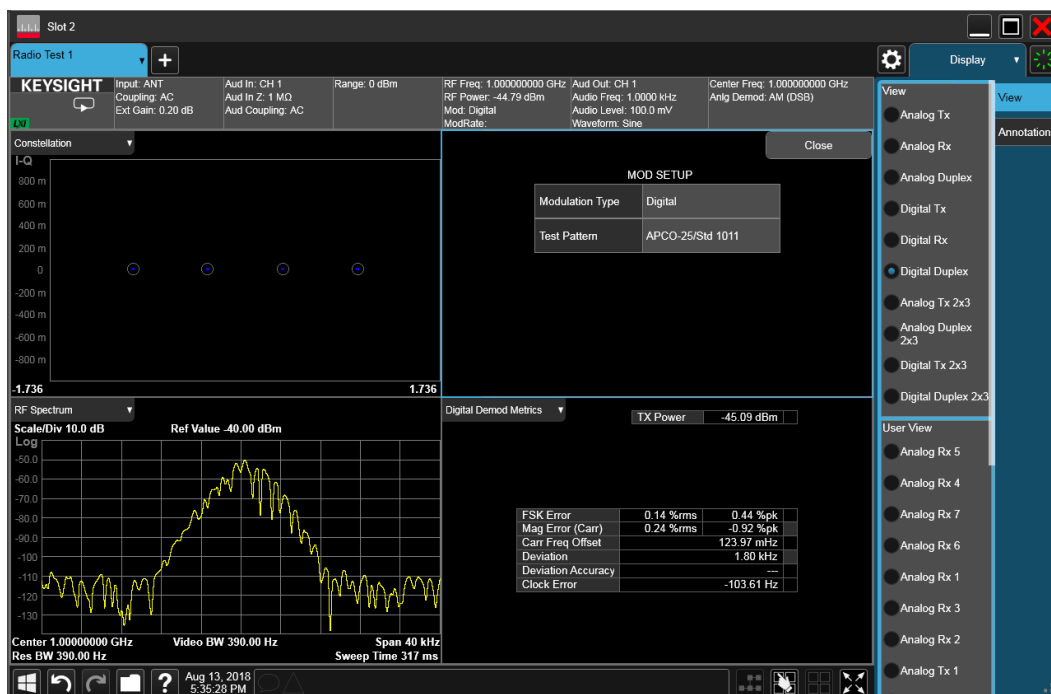 Slot 2
Radio Test 1
Display
KEYSIGHT
LXI
Input: ANT
Coupling: AC
Ext Gain: 0.20 dB
Aud In: CH 1
Aud In Z: 1 MΩ
Aud Coupling: AC
Range: 0 dBm
RF Freq: 1.000000000 GHz
RF Power: -44.79 dBm
Mod: Digital
ModRate:
Aud Out: CH 1
Audio Freq: 1.0000 kHz
Audio Level: 100.0 mV
Waveform: Sine
Center Freq: 1.000000000 GHz
Anlg Demod: AM (DSB)
Constellation
I-Q
800 m
600 m
400 m
200 m
0
-200 m
-400 m
-600 m
-800 m
-1.736 1.736
Close
MOD SETUP
Modulation Type Digital
Test Pattern APCO-25/Std 1011
RF Spectrum
Scale/Div 10.0 dB Ref Value -40.00 dBm
Log
-50.0
-60.0
-70.0
-80.0
-90.0
-100
-110
-120
-130
Center 1.00000000 GHz Video BW 390.00 Hz Span 40 kHz
Res BW 390.00 Hz Sweep Time 317 ms
Digital Demod Metrics
TX Power -45.09 dBm
FSK Error 0.14 %rms 0.44 %pk
Mag Error (Carr) 0.24 %rms -0.92 %pk
Carr Freq Offset 123.97 mHz
Deviation 1.80 kHz
Deviation Accuracy ---
Clock Error -103.61 Hz
View
Analog Tx
Analog Rx
Analog Duplex
Digital Tx
Digital Rx
Digital Duplex
Analog Tx 2x3
Analog Duplex
2x3
Digital Tx 2x3
Digital Duplex 2x3
User View
Analog Rx 5
Analog Rx 4
Analog Rx 7
Analog Rx 6
Analog Rx 1
Analog Rx 3
Analog Rx 2
Analog Tx 1
View
Annotation
?
Aug 13, 2018
5:35:28 PM